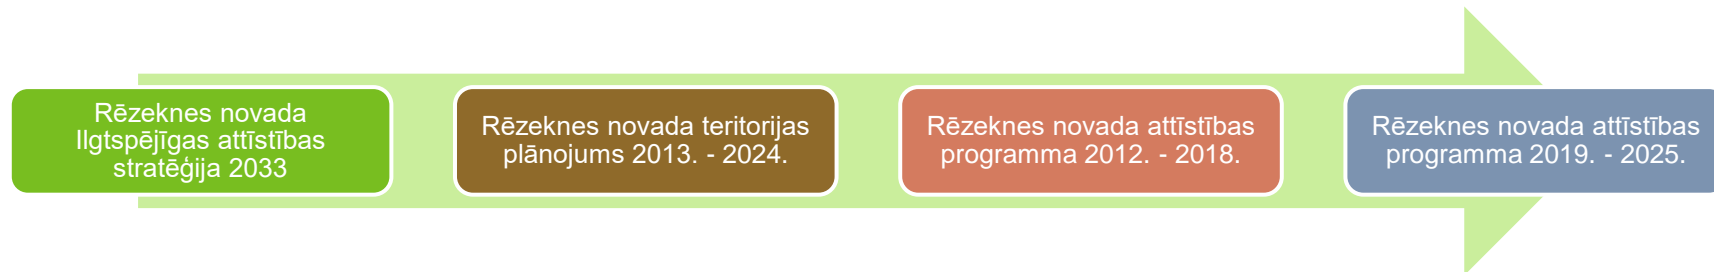 Rēzeknes novada
Ilgtspējīgas attīstības
stratēģija 2033
Rēzeknes novada teritorijas
plānojums 2013. - 2024.
Rēzeknes novada attīstības
programma 2012. - 2018.
Rēzeknes novada attīstības
programma 2019. - 2025.